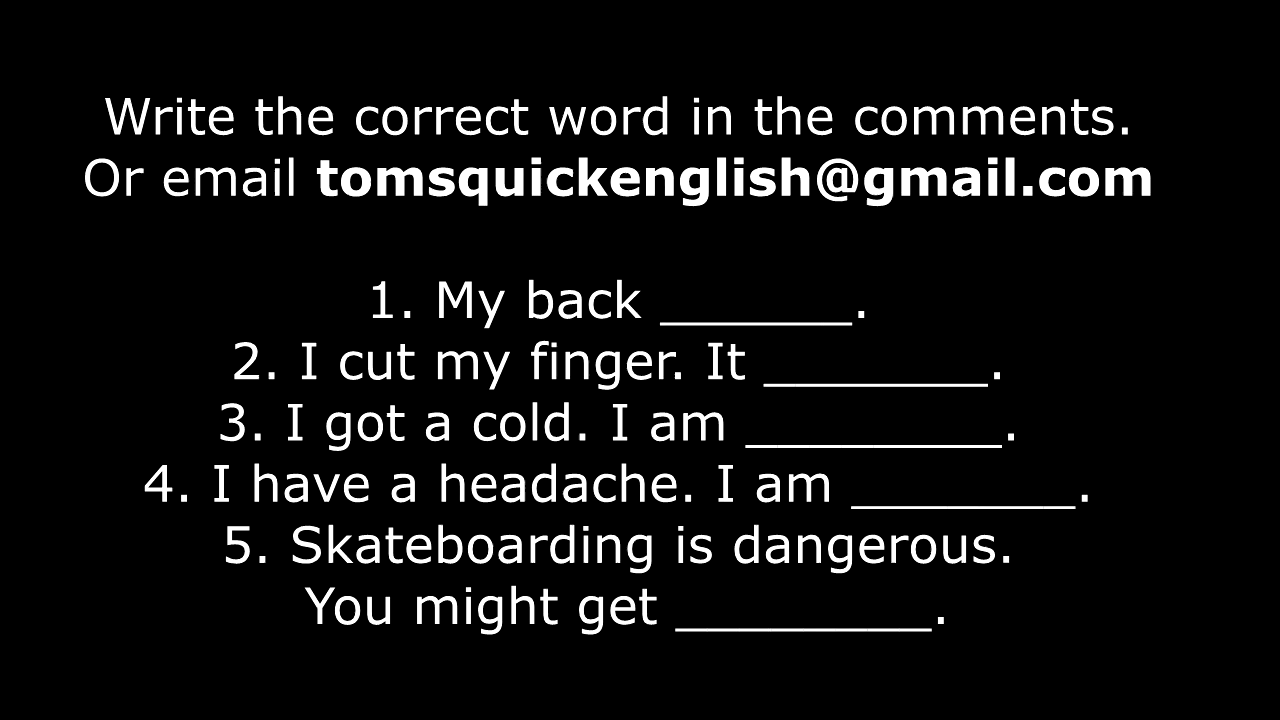 Write the correct word in the comments.
Or email tomsquickenglish@gmail.com
1. My back ______.
2. I cut my finger. It _______.
3. I got a cold. I am ________.
4. I have a headache. I am _______.
5. Skateboarding is dangerous.
You might get ________.